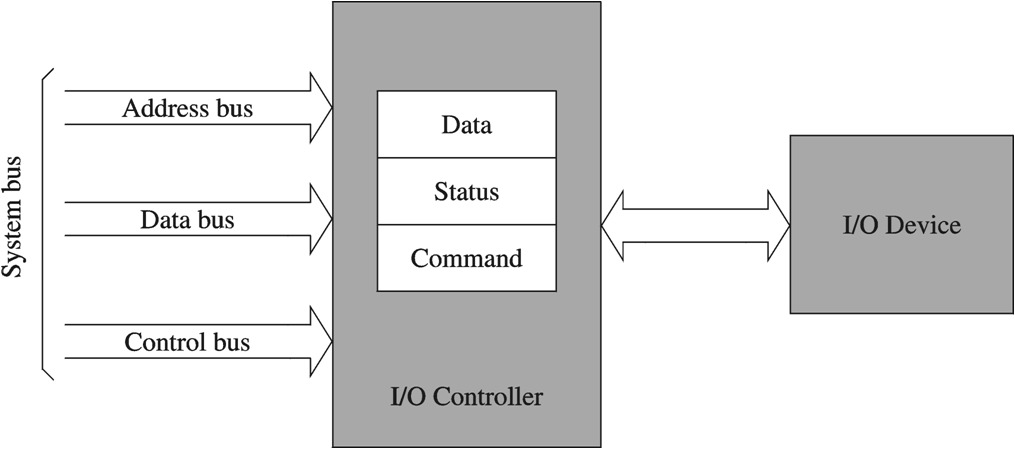 System bus
Address bus
Data bus
Control bus
Data
Status
Command
I/O Controller
I/O Device